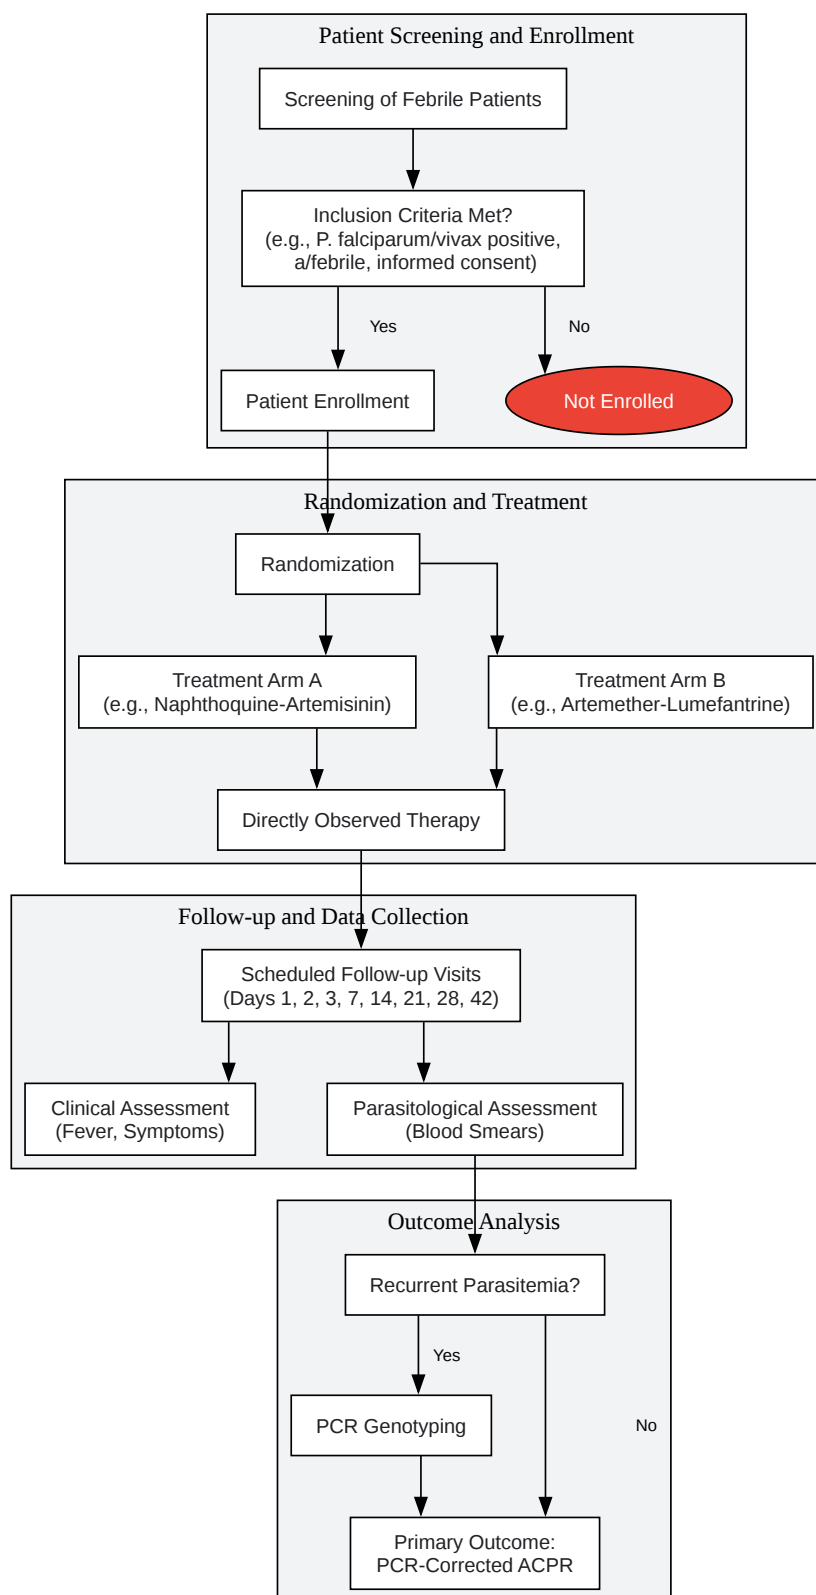 Patient Screening and Enrollment
Screening of Febrile Patients
Inclusion Criteria Met?
(e.g., P. falciparum/vivax positive,
a/febrile, informed consent)
Yes
No
Patient Enrollment
Not Enrolled
Randomization and Treatment
Randomization
Treatment Arm A
(e.g., Naphthoquine-Artemisinin)
Treatment Arm B
(e.g., Artemether-Lumefantrine)
Directly Observed Therapy
Follow-up and Data Collection
Scheduled Follow-up Visits
(Days 1, 2, 3, 7, 14, 21, 28, 42)
Clinical Assessment
(Fever, Symptoms)
Parasitological Assessment
(Blood Smears)
Outcome Analysis
Recurrent Parasitemia?
Yes
PCR Genotyping
No
Primary Outcome:
PCR-Corrected ACPR